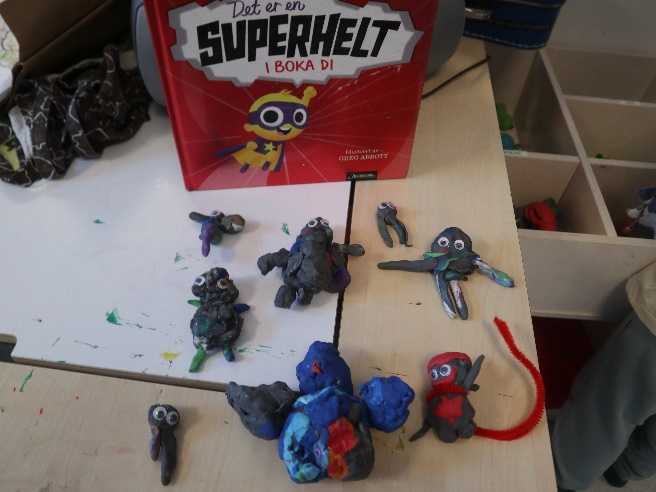 Det er en
SUPERHELT
I BOKA DI
Illustrert av
GREG ABBOTT